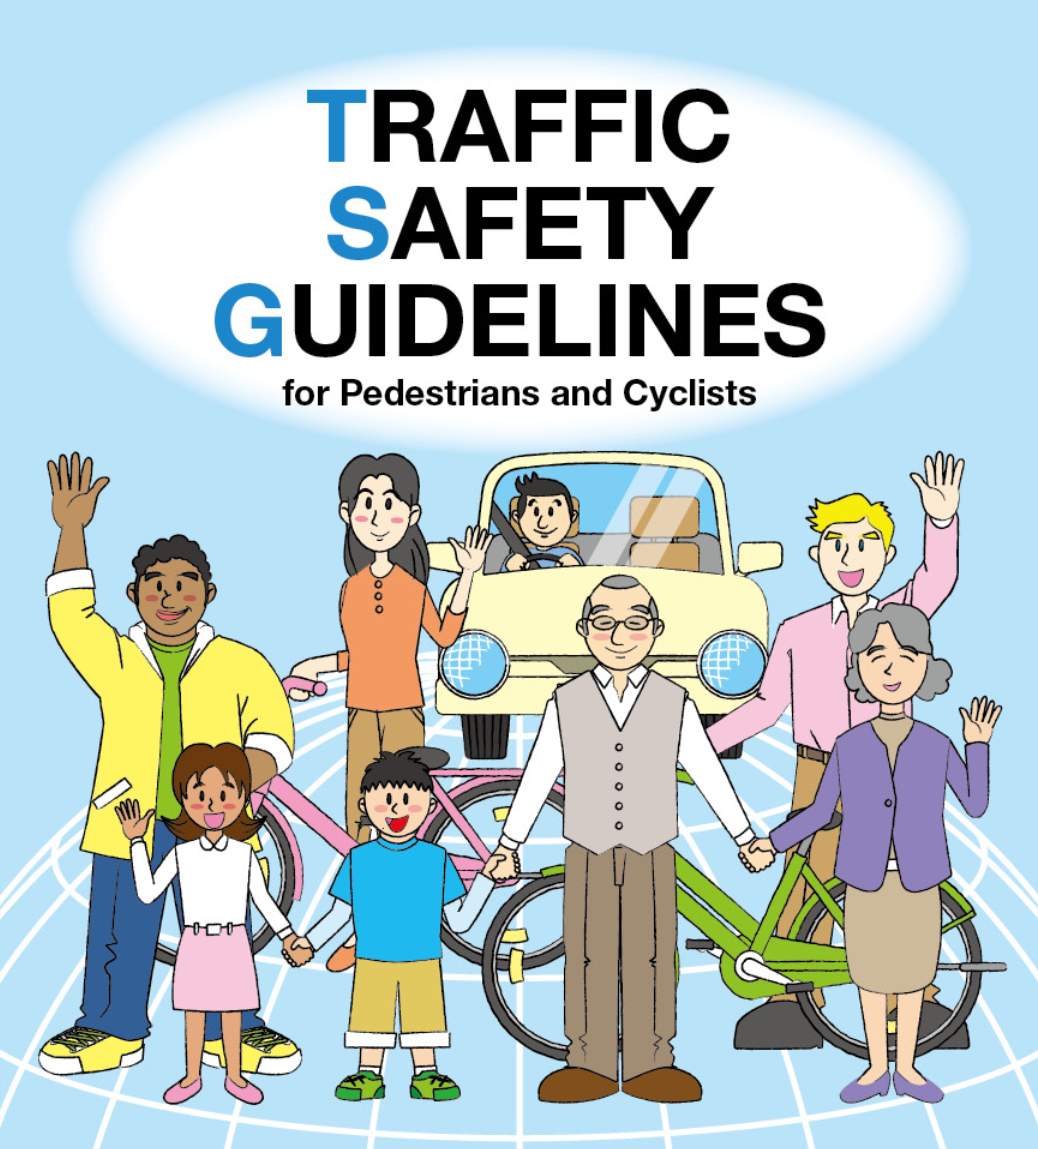 TRAFFIC
SAFETY
GUIDELINES
for Pedestrians and Cyclists